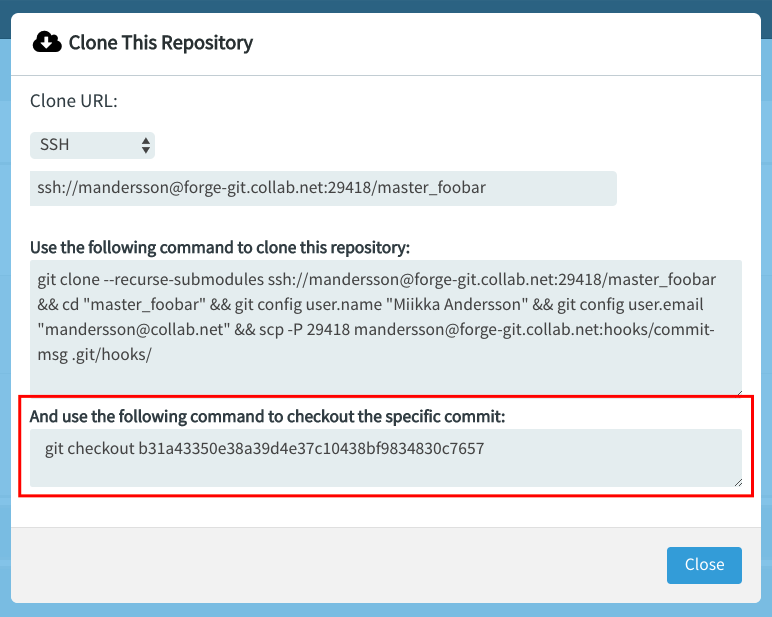 Clone This Repository
Clone URL:
SSH
ssh://mandersson@forge-git.collab.net:29418/master_foobar
Use the following command to clone this repository:
git clone --recurse-submodules ssh://mandersson@forge-git.collab.net:29418/master_foobar
&& cd "master_foobar" && git config user.name "Miikka Andersson" && git config user.email
"mandersson@collab.net" && scp -P 29418 mandersson@forge-git.collab.net:hooks/commit-
msg .git/hooks/
And use the following command to checkout the specific commit:
git checkout b31a43350e38a39d4e37c10438bf9834830c7657
Close